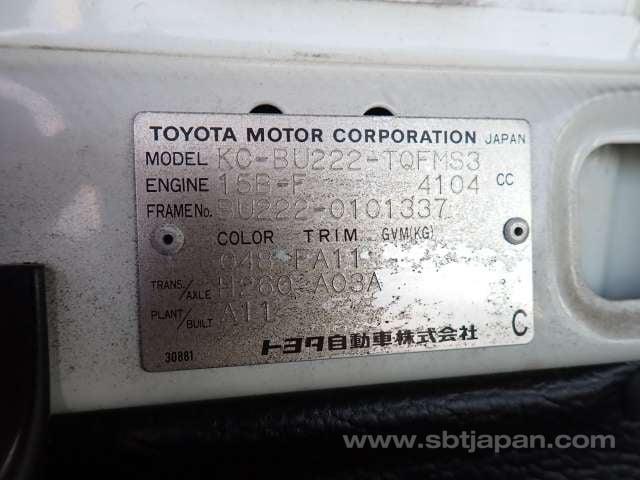 TOYOTA MOTOR CORPORATION JAPAN
MODEL KC-BU222-TQFMS3
ENGINE 15B-F 4104 CC
FRAME No. BU222-0101337
COLOR TRIM GVM(KG)
048 FA11
TRANS./AXLE H260 A03A
PLANT/BUILT A11
30881 トヨタ自動車株式会社 C
www.sbtjapan.com